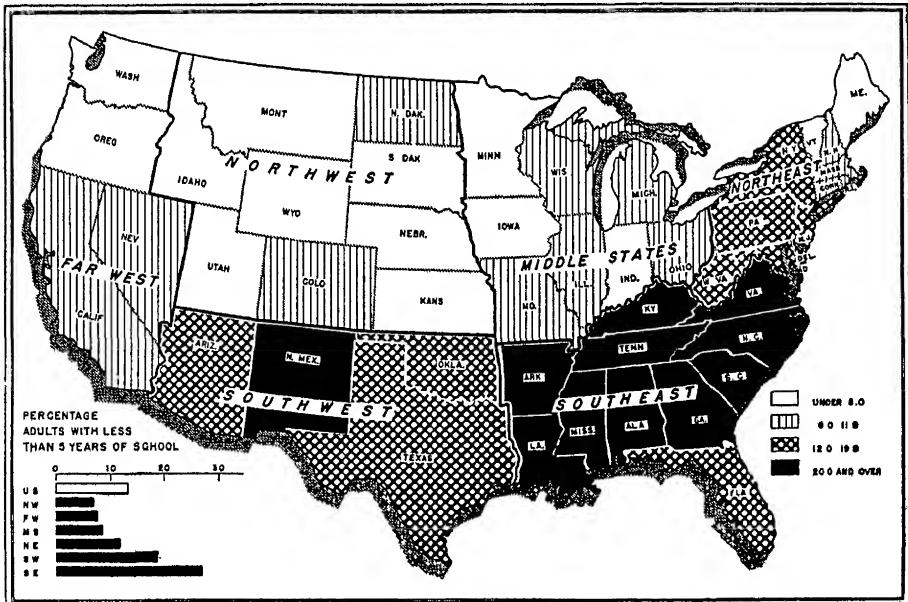 WASH
MONT
N. DAK.
MINN
ME.
OREG
IDAHO
S DAK
WIS
MICH.
N.Y.
VT
N.H.
MASS
CONN.
NORTHWEST
NORTHEAST
WYO
IOWA
PA.
N.J.
NEV
NEBR.
MIDDLE STATES
OHIO
DEL
FAR WEST
UTAH
COLO
KANS
MO.
ILL.
IND.
W. VA.
VA.
CALIF
KY
N.C.
ARIZ.
N. MEX.
OKLA.
ARK
TENN
S.C.
SOUTHWEST
SOUTHEAST
TEXAS
LA.
MISS
ALA
GA.
FLA.
PERCENTAGE
ADULTS WITH LESS
THAN 5 YEARS OF SCHOOL
0 10 20 30
US
NW
FW
MS
NE
SW
SE
UNDER 6.0
6 0 11 9
12 0 19 9
20 0 AND OVER